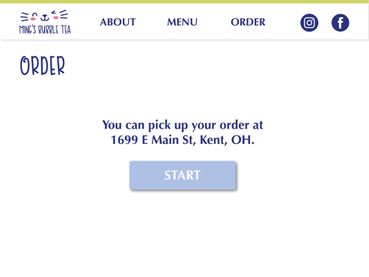 MING'S BUBBLE TEA
ABOUT MENU ORDER
ORDER
You can pick up your order at
1699 E Main St, Kent, OH.
START